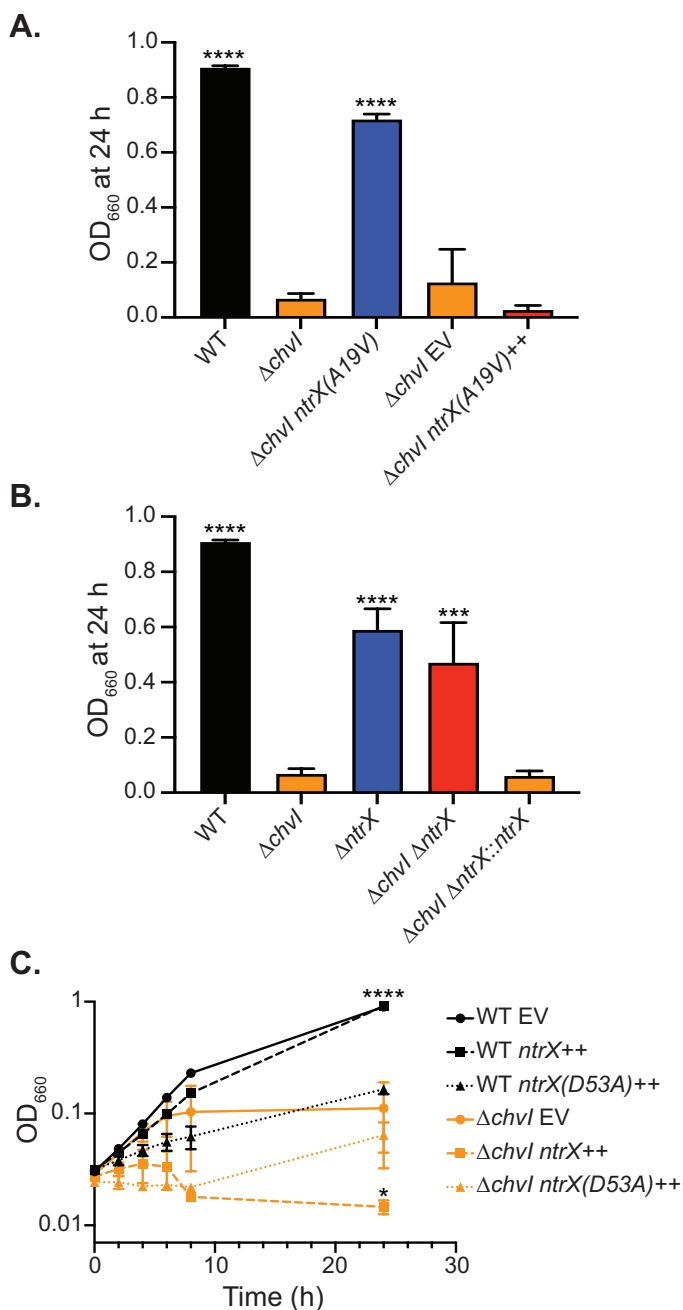 A.
OD660 at 24 h
1.0
0.8
0.6
0.4
0.2
0.0
****
****
WT
ΔchvI
ΔchvI ntrX(A19V)
ΔchvI EV
ΔchvI ntrX(A19V)++
B.
OD660 at 24 h
1.0
0.8
0.6
0.4
0.2
0.0
****
****
***
WT
ΔchvI
ΔntrX
ΔchvI ΔntrX
ΔchvI ΔntrX::ntrX
C.
OD660
1
0.1
0.01
****
*
0
10
20
30
Time (h)
WT EV
WT ntrX++
WT ntrX(D53A)++
ΔchvI EV
ΔchvI ntrX++
ΔchvI ntrX(D53A)++